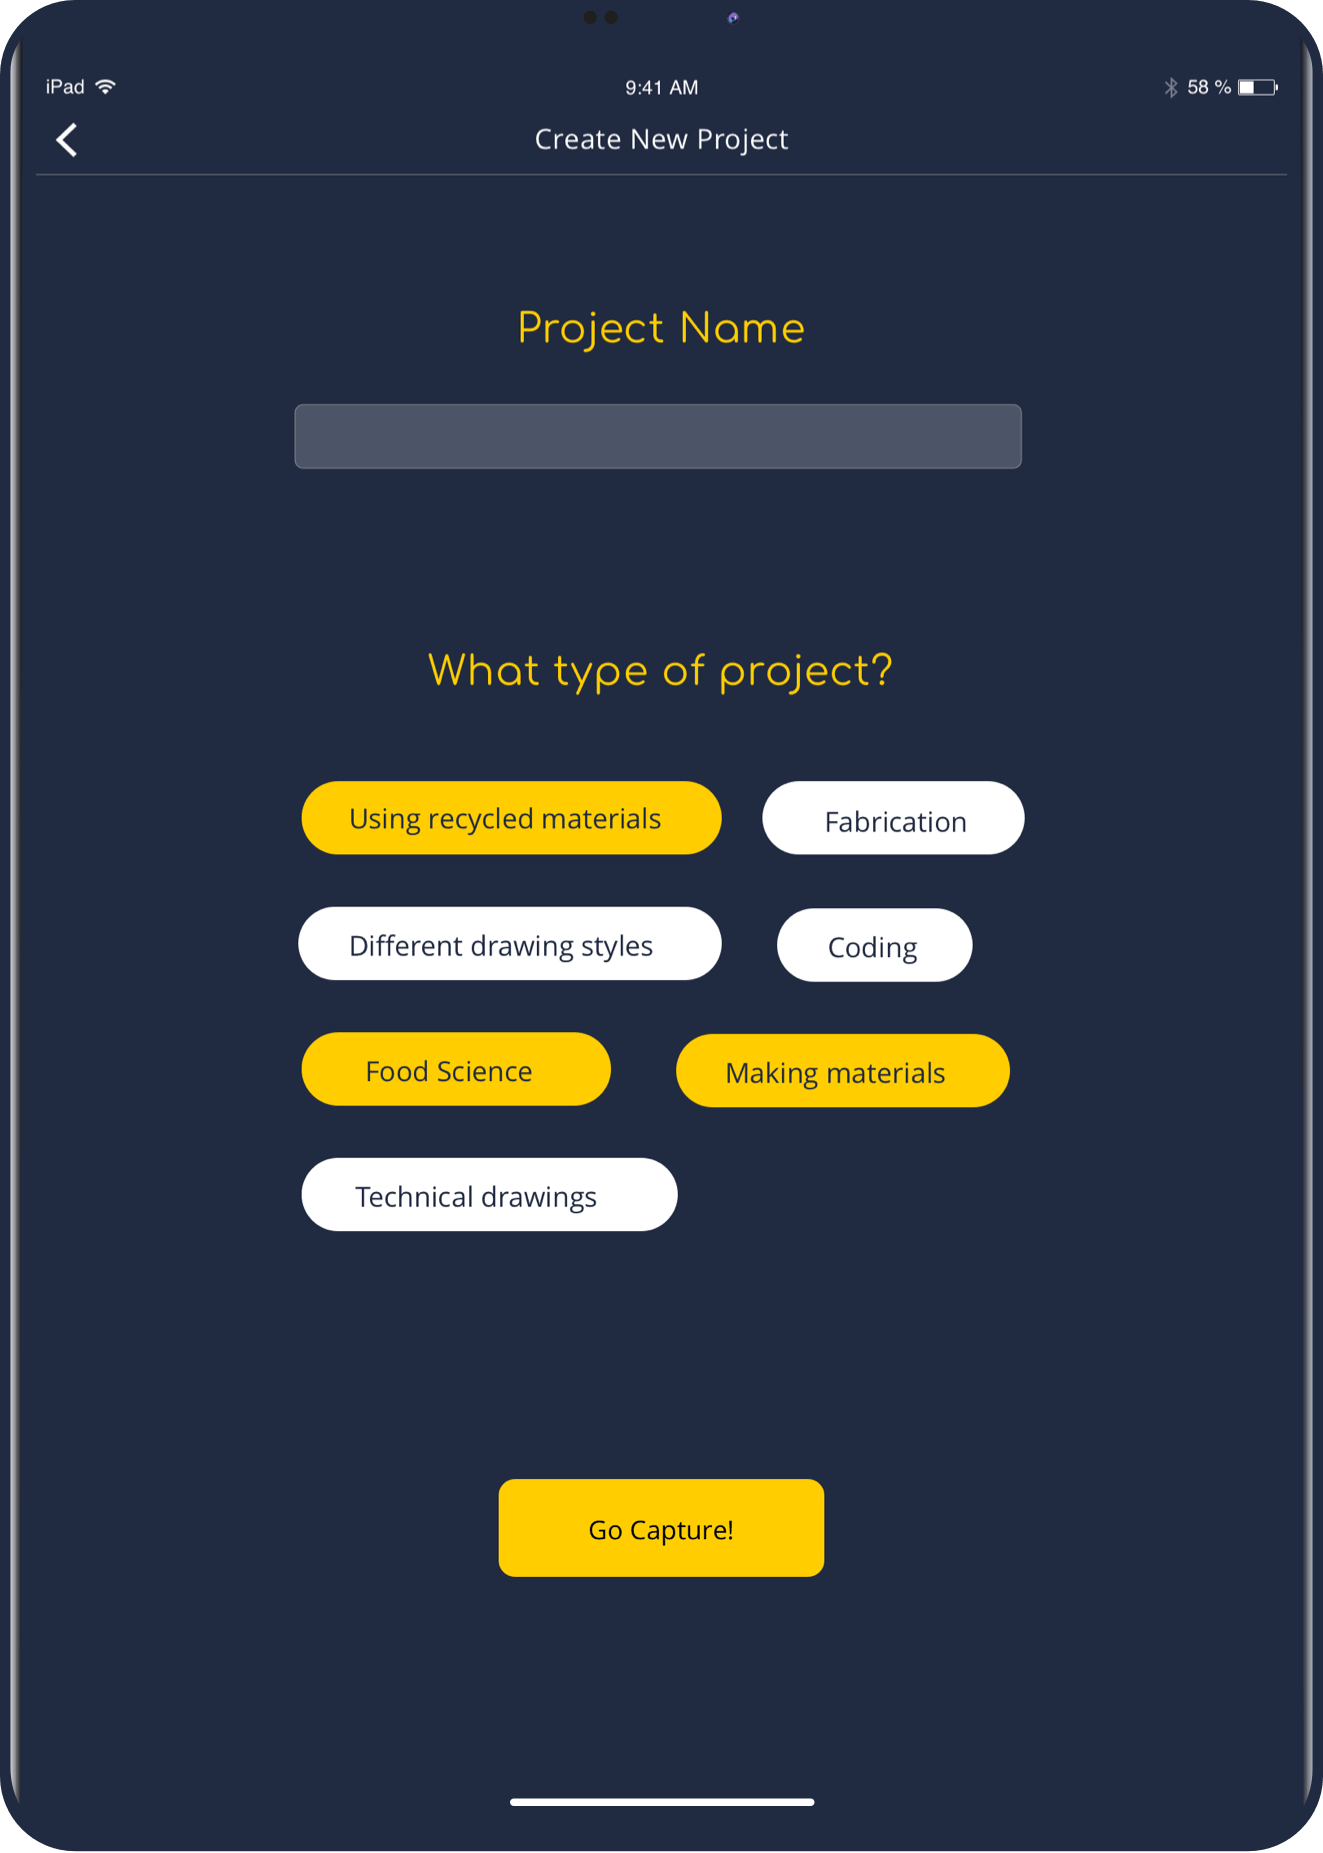 iPad 9:41 AM 58 %
Create New Project
Project Name
What type of project?
Using recycled materials Fabrication
Different drawing styles Coding
Food Science Making materials
Technical drawings
Go Capture!